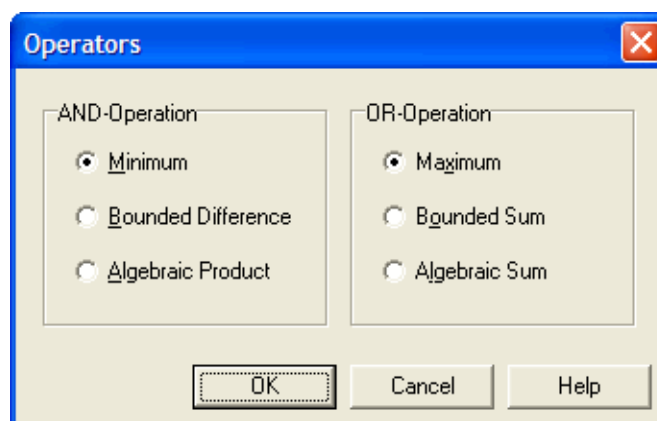 Operators
AND-Operation
Minimum
Bounded Difference
Algebraic Product
OR-Operation
Maximum
Bounded Sum
Algebraic Sum
OK
Cancel
Help